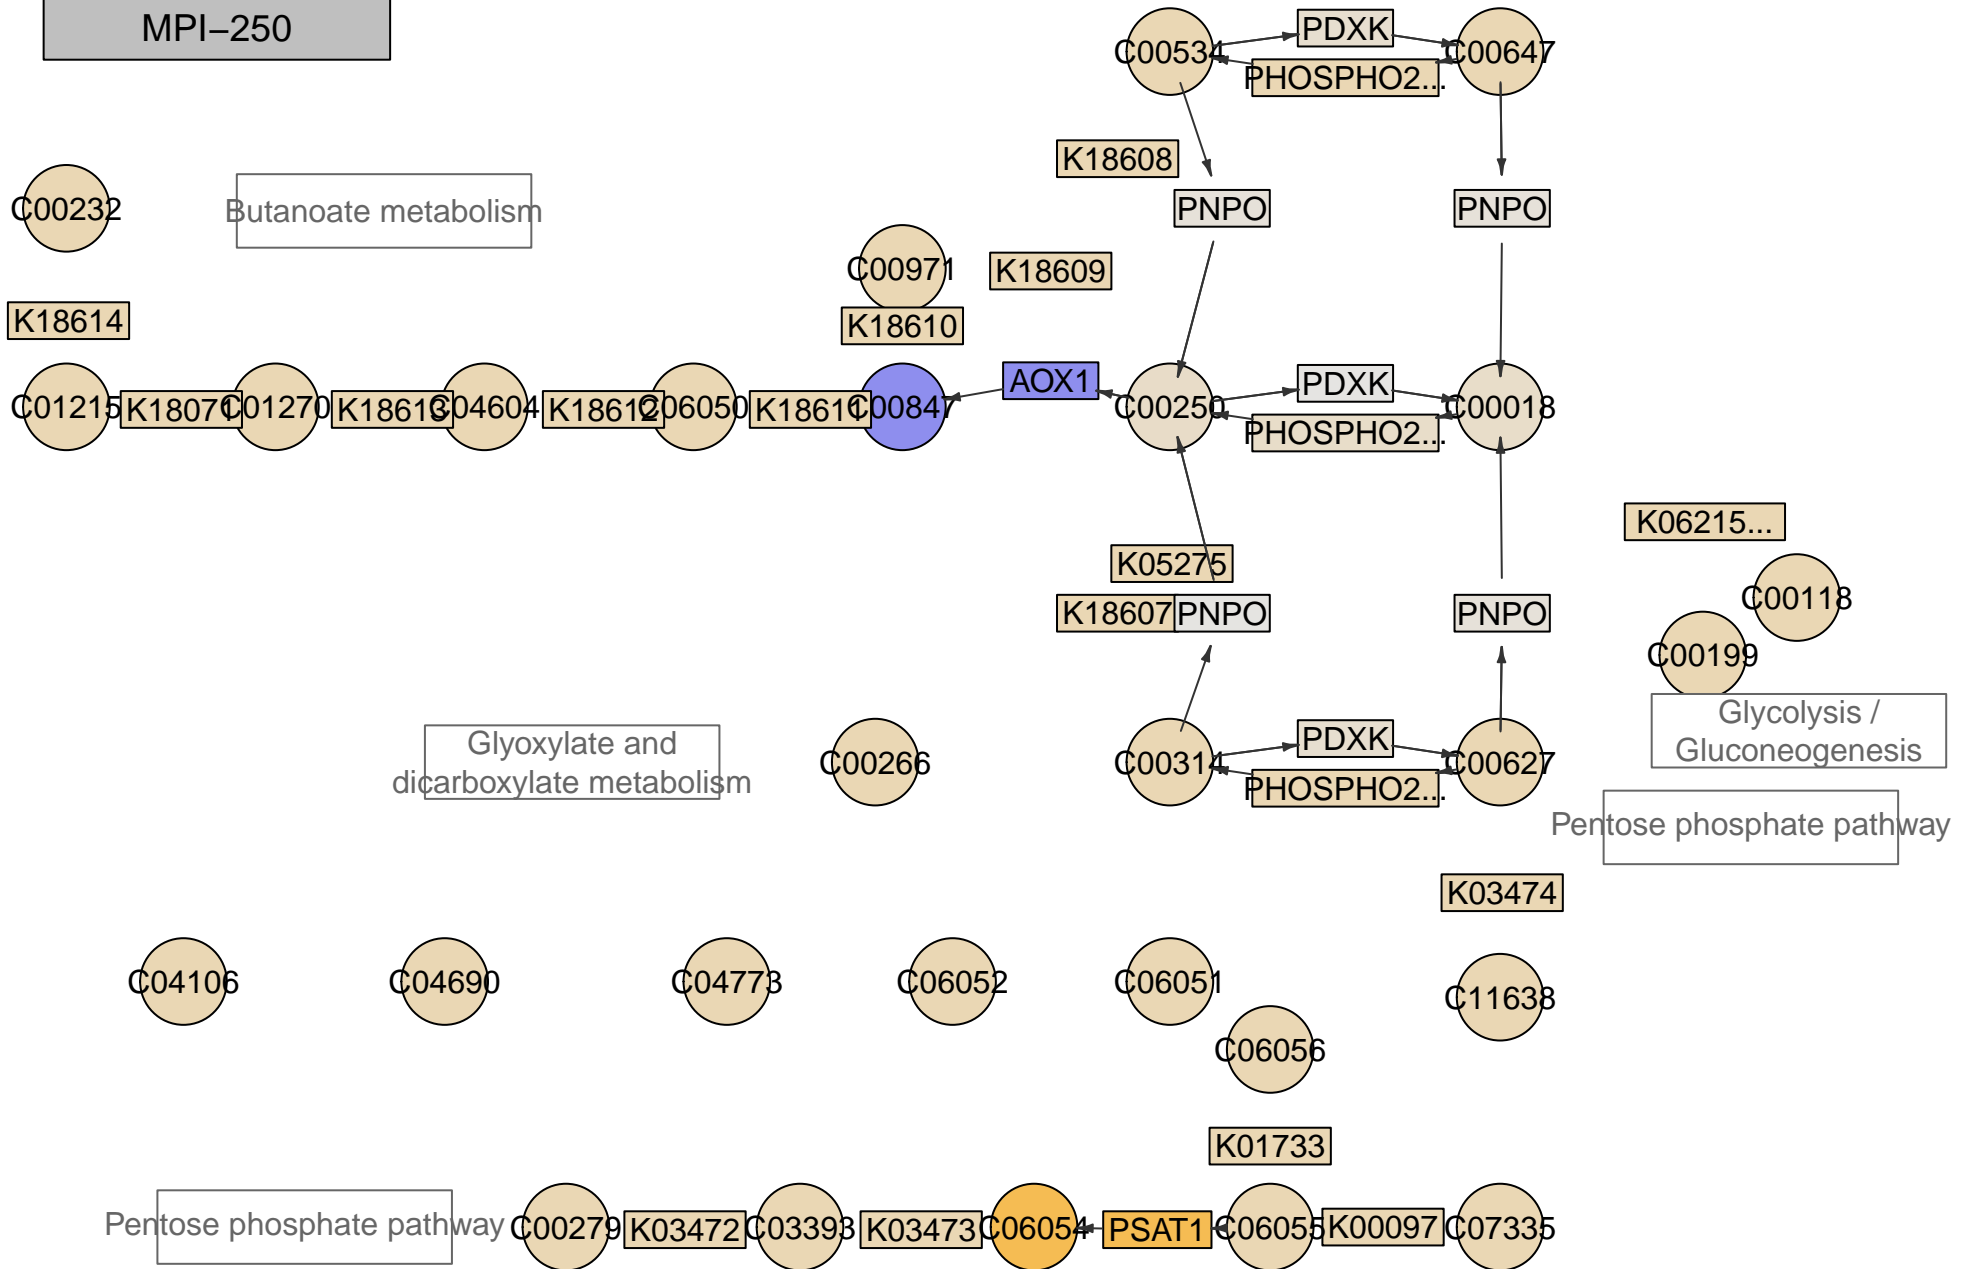 MPI−250
C00534
PDXK
C00647
PHOSPHO2...
K18608
C00232
Butanoate metabolism
PNPO
PNPO
C00971
K18609
K18614
K18610
C01215
K18071
C01270
K18613
C04604
K18612
C06050
K18611
C00847
AOX1
C00250
PDXK
C00018
PHOSPHO2...
K06215...
K05275
K18607
PNPO
PNPO
C00118
C00199
Glycolysis /
Gluconeogenesis
Glyoxylate and
dicarboxylate metabolism
C00266
C00314
PDXK
C00627
PHOSPHO2...
Pentose phosphate pathway
K03474
C04106
C04690
C04773
C06052
C06051
C11638
C06056
K01733
Pentose phosphate pathway
C00279
K03472
C03393
K03473
C06054
PSAT1
C06055
K00097
C07335